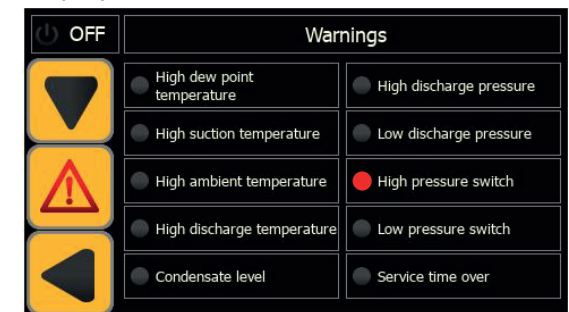 OFF
Warnings
High dew point
temperature
High discharge pressure
High suction temperature
Low discharge pressure
High ambient temperature
High pressure switch
High discharge temperature
Low pressure switch
Condensate level
Service time over